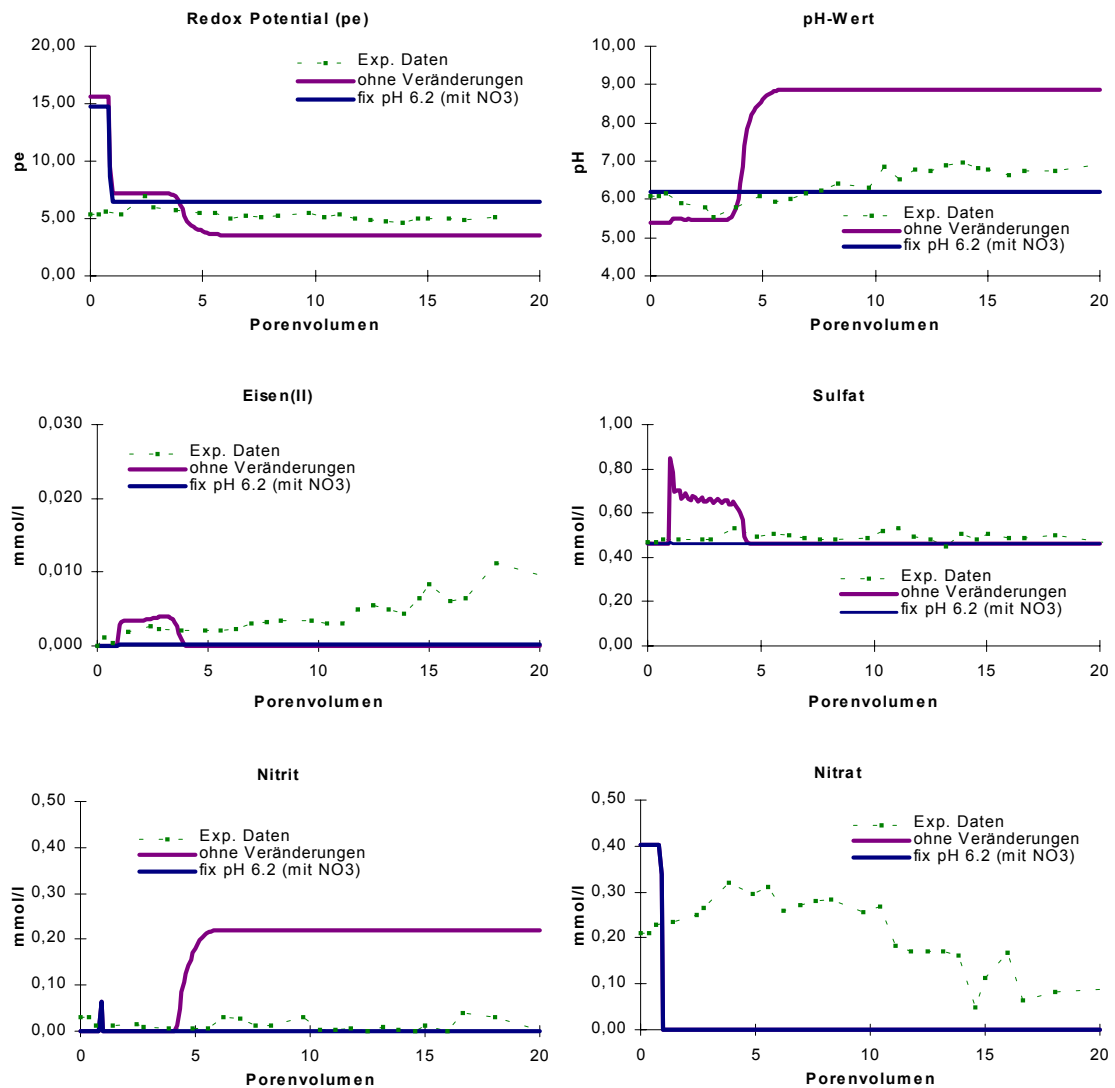 Redox Potential (pe)
20,00
15,00
10,00
5,00
0,00
pe
Exp. Daten
ohne Veränderungen
fix pH 6.2 (mit NO3)
0 5 10 15 20
Porenvolumen
pH-Wert
10,00
9,00
8,00
7,00
6,00
5,00
4,00
pH
Exp. Daten
ohne Veränderungen
fix pH 6.2 (mit NO3)
0 5 10 15 20
Porenvolumen
Eisen(II)
0,030
0,020
0,010
0,000
mmol/l
Exp. Daten
ohne Veränderungen
fix pH 6.2 (mit NO3)
0 5 10 15 20
Porenvolumen
Sulfat
1,00
0,80
0,60
0,40
0,20
0,00
mmol/l
Exp. Daten
ohne Veränderungen
fix pH 6.2 (mit NO3)
0 5 10 15 20
Porenvolumen
Nitrit
0,50
0,40
0,30
0,20
0,10
0,00
mmol/l
Exp. Daten
ohne Veränderungen
fix pH 6.2 (mit NO3)
0 5 10 15 20
Porenvolumen
Nitrat
0,50
0,40
0,30
0,20
0,10
0,00
mmol/l
Exp. Daten
ohne Veränderungen
fix pH 6.2 (mit NO3)
0 5 10 15 20
Porenvolumen